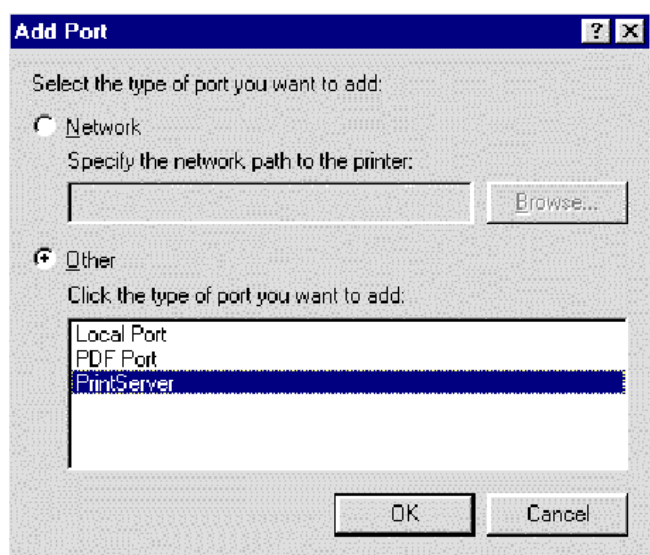 Add Port
Select the type of port you want to add:
Network
Specify the network path to the printer:
Browse...
Other
Click the type of port you want to add:
Local Port
PDF Port
PrintServer
OK Cancel